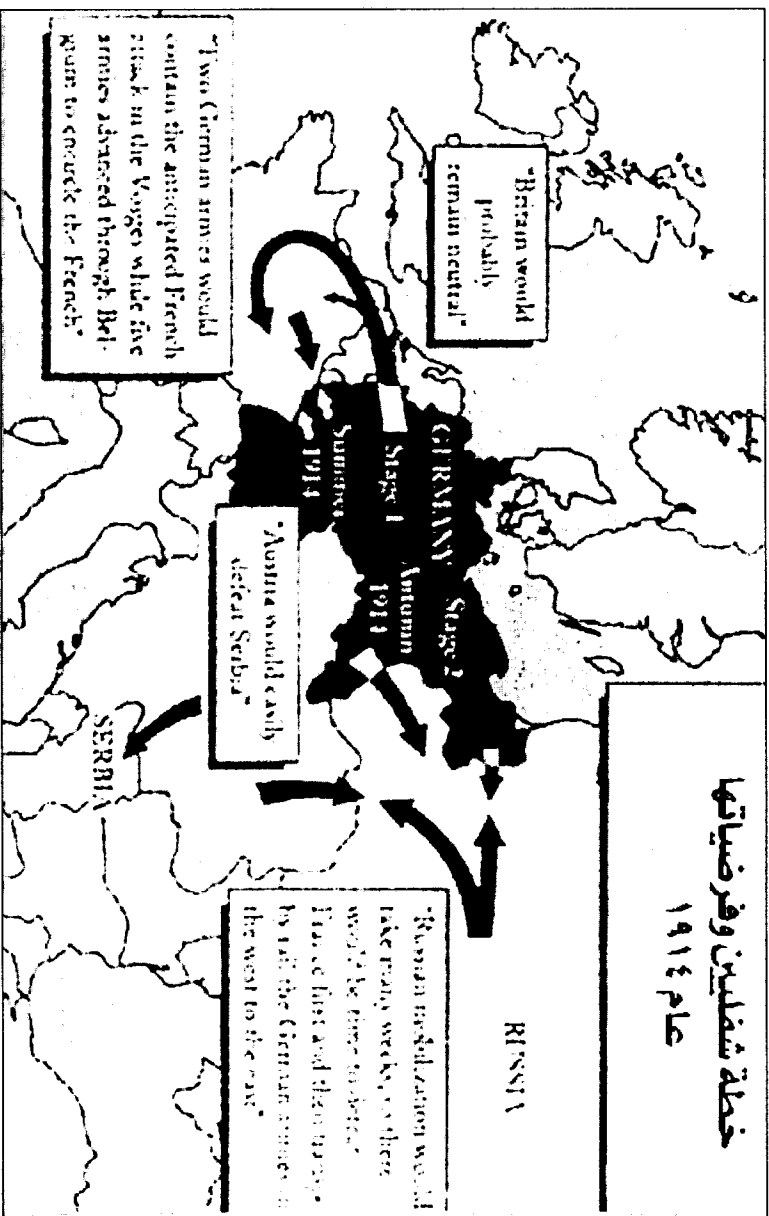 خطة شفليين وفرضياتها
عام ١٩١٤
"Britain would
probably
remain neutral"
RUSSIA
GERMANY
Stage 1
Summer
1914
Stage 2
Autumn
1914
"Two German armies would
contain the anticipated French
attack in the Vosges while five
armies advanced through Bel-
gium to encircle the French"
"Austria would easily
defeat Serbia"
SERBIA
"Russian mobilization would
take many weeks, so there
would be time to defeat
France first and then
by rail the German armies
the west to the east"